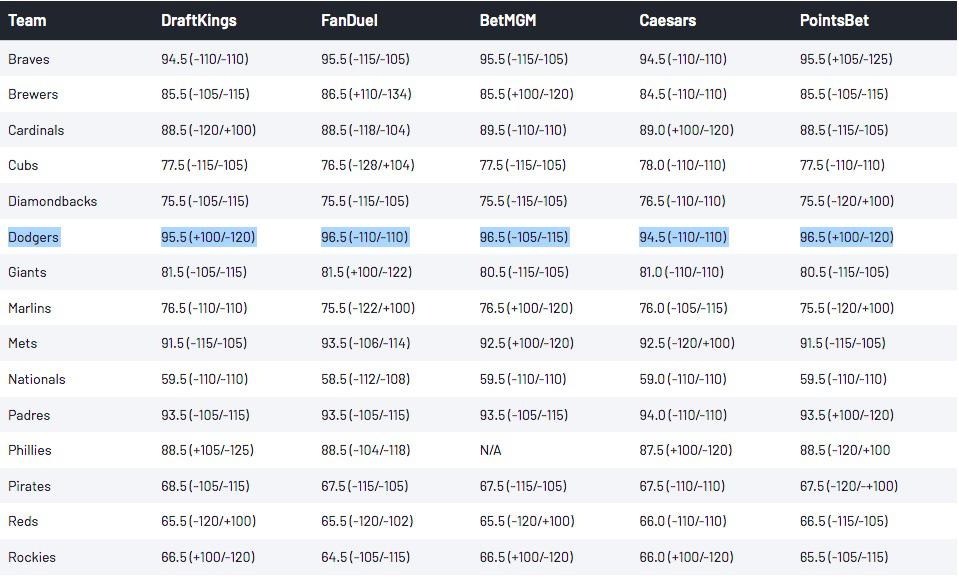 Team DraftKings FanDuel BetMGM Caesars PointsBet
Braves 94.5 (-110/-110) 95.5 (-115/-105) 95.5 (-115/-105) 94.5 (-110/-110) 95.5 (+105/-125)
Brewers 85.5 (-105/-115) 86.5 (+110/-134) 85.5 (+100/-120) 84.5 (-110/-110) 85.5 (-105/-115)
Cardinals 88.5 (-120/+100) 88.5 (-118/-104) 89.5 (-110/-110) 89.0 (+100/-120) 88.5 (-115/-105)
Cubs 77.5 (-115/-105) 76.5 (-128/+104) 77.5 (-115/-105) 78.0 (-110/-110) 77.5 (-110/-110)
Diamondbacks 75.5 (-105/-115) 75.5 (-115/-105) 75.5 (-115/-105) 76.5 (-110/-110) 75.5 (-120/+100)
Dodgers 95.5 (+100/-120) 96.5 (-110/-110) 96.5 (-105/-115) 94.5 (-110/-110) 96.5 (+100/-120)
Giants 81.5 (-105/-115) 81.5 (+100/-122) 80.5 (-115/-105) 81.0 (-110/-110) 80.5 (-115/-105)
Marlins 76.5 (-110/-110) 75.5 (-122/+100) 76.5 (+100/-120) 76.0 (-105/-115) 75.5 (-120/+100)
Mets 91.5 (-115/-105) 93.5 (-106/-114) 92.5 (+100/-120) 92.5 (-120/+100) 91.5 (-115/-105)
Nationals 59.5 (-110/-110) 58.5 (-112/-108) 59.5 (-110/-110) 59.0 (-110/-110) 59.5 (-110/-110)
Padres 93.5 (-105/-115) 93.5 (-105/-115) 93.5 (-105/-115) 94.0 (-110/-110) 93.5 (+100/-120)
Phillies 88.5 (+105/-125) 88.5 (-104/-118) N/A 87.5 (+100/-120) 88.5 (-120/+100
Pirates 68.5 (-105/-115) 67.5 (-115/-105) 67.5 (-115/-105) 67.5 (-110/-110) 67.5 (-120/-+100)
Reds 65.5 (-120/+100) 65.5 (-120/-102) 65.5 (-120/+100) 66.0 (-110/-110) 66.5 (-115/-105)
Rockies 66.5 (+100/-120) 64.5 (-105/-115) 66.5 (+100/-120) 66.0 (+100/-120) 65.5 (-105/-115)